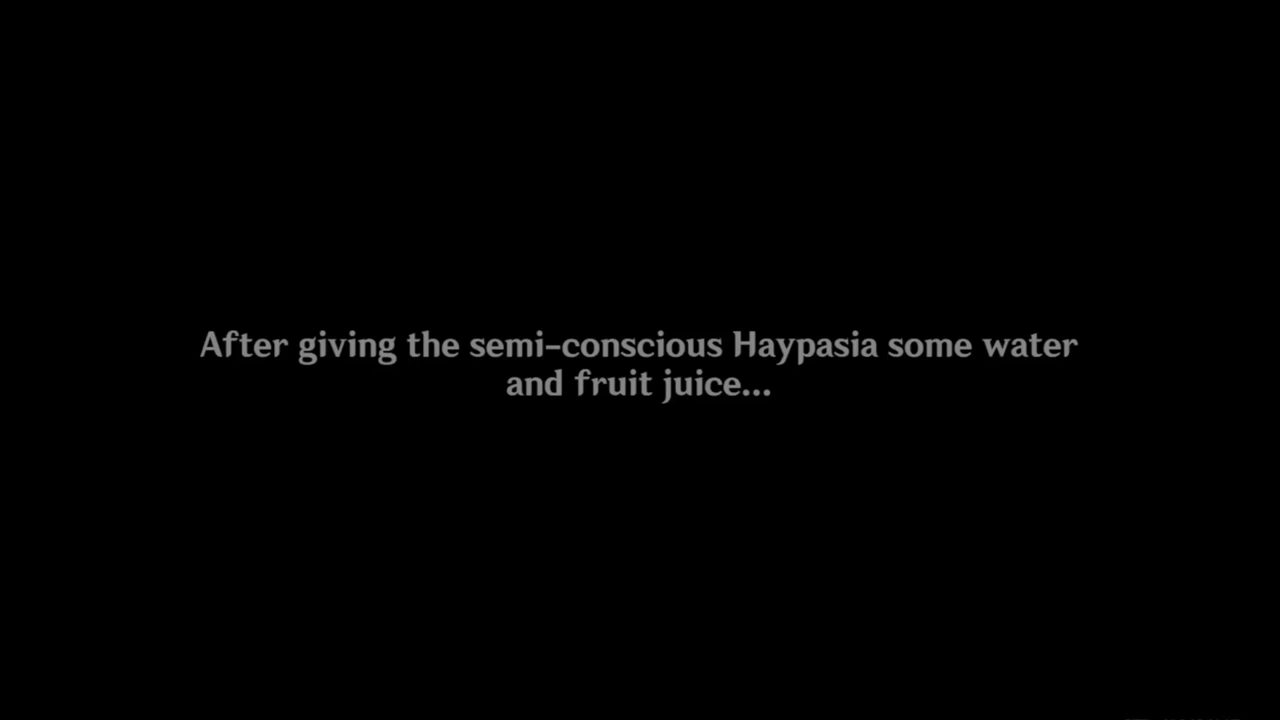 After giving the semi-conscious Haypasia some water
and fruit juice...